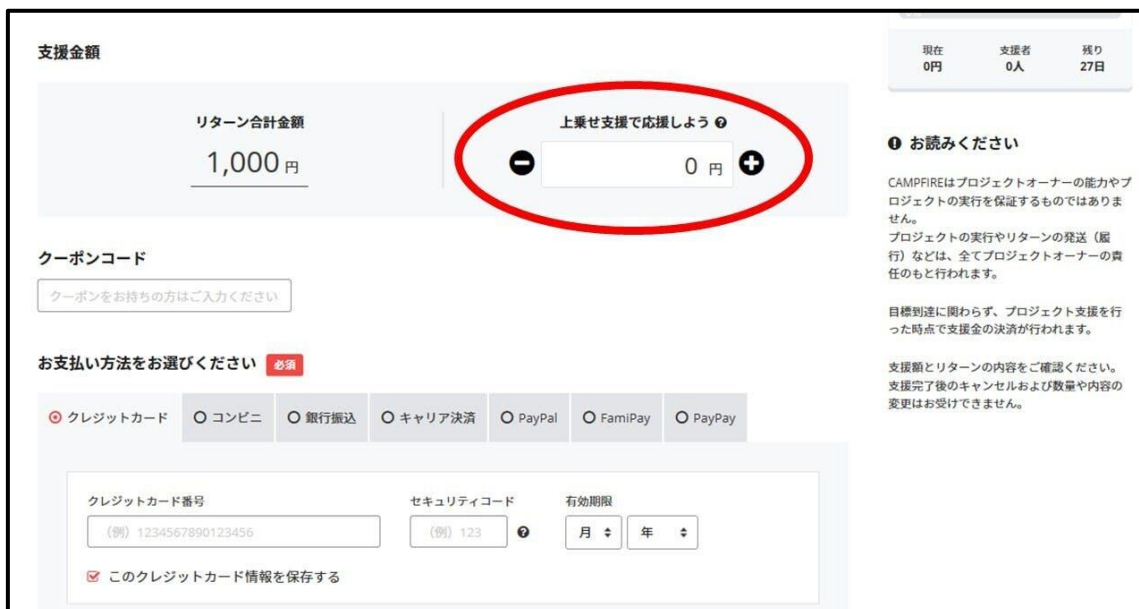 支援金額
リターン合計金額
1,000 円
上乗せ支援で応援しよう
0 円
クーポンコード
クーポンをお持ちの方はご入力ください
お支払い方法をお選びください 必須
クレジットカード コンビニ 銀行振込 キャリア決済 PayPal FamiPay PayPay
クレジットカード番号 セキュリティコード 有効期限
(例) 1234567890123456 (例) 123 月 年
このクレジットカード情報を保存する
現在 支援者 残り
0円 0人 27日
お読みください
CAMPFIREはプロジェクトオーナーの能力やプ
ロジェクトの実行を保証するものではありま
せん。
プロジェクトの実行やリターンの発送（履
行）などは、全てプロジェクトオーナーの責
任のもと行われます。
目標到達に関わらず、プロジェクト支援を行
った時点で支援金の決済が行われます。
支援額とリターンの内容をご確認ください。
支援完了後のキャンセルおよび数量や内容の
変更はお受けできません。